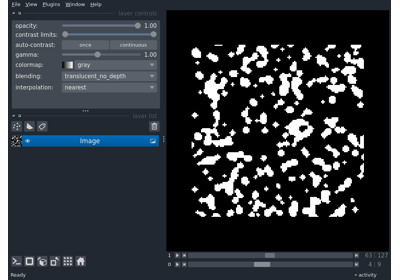 File View Plugins Window Help
layer controls
opacity: 1.00
contrast limits:
auto-contrast: once continuous
gamma: 1.00
colormap: gray
blending: translucent_no_depth
interpolation: nearest
layer list
Image
1 63 127
0 4 9
Ready activity